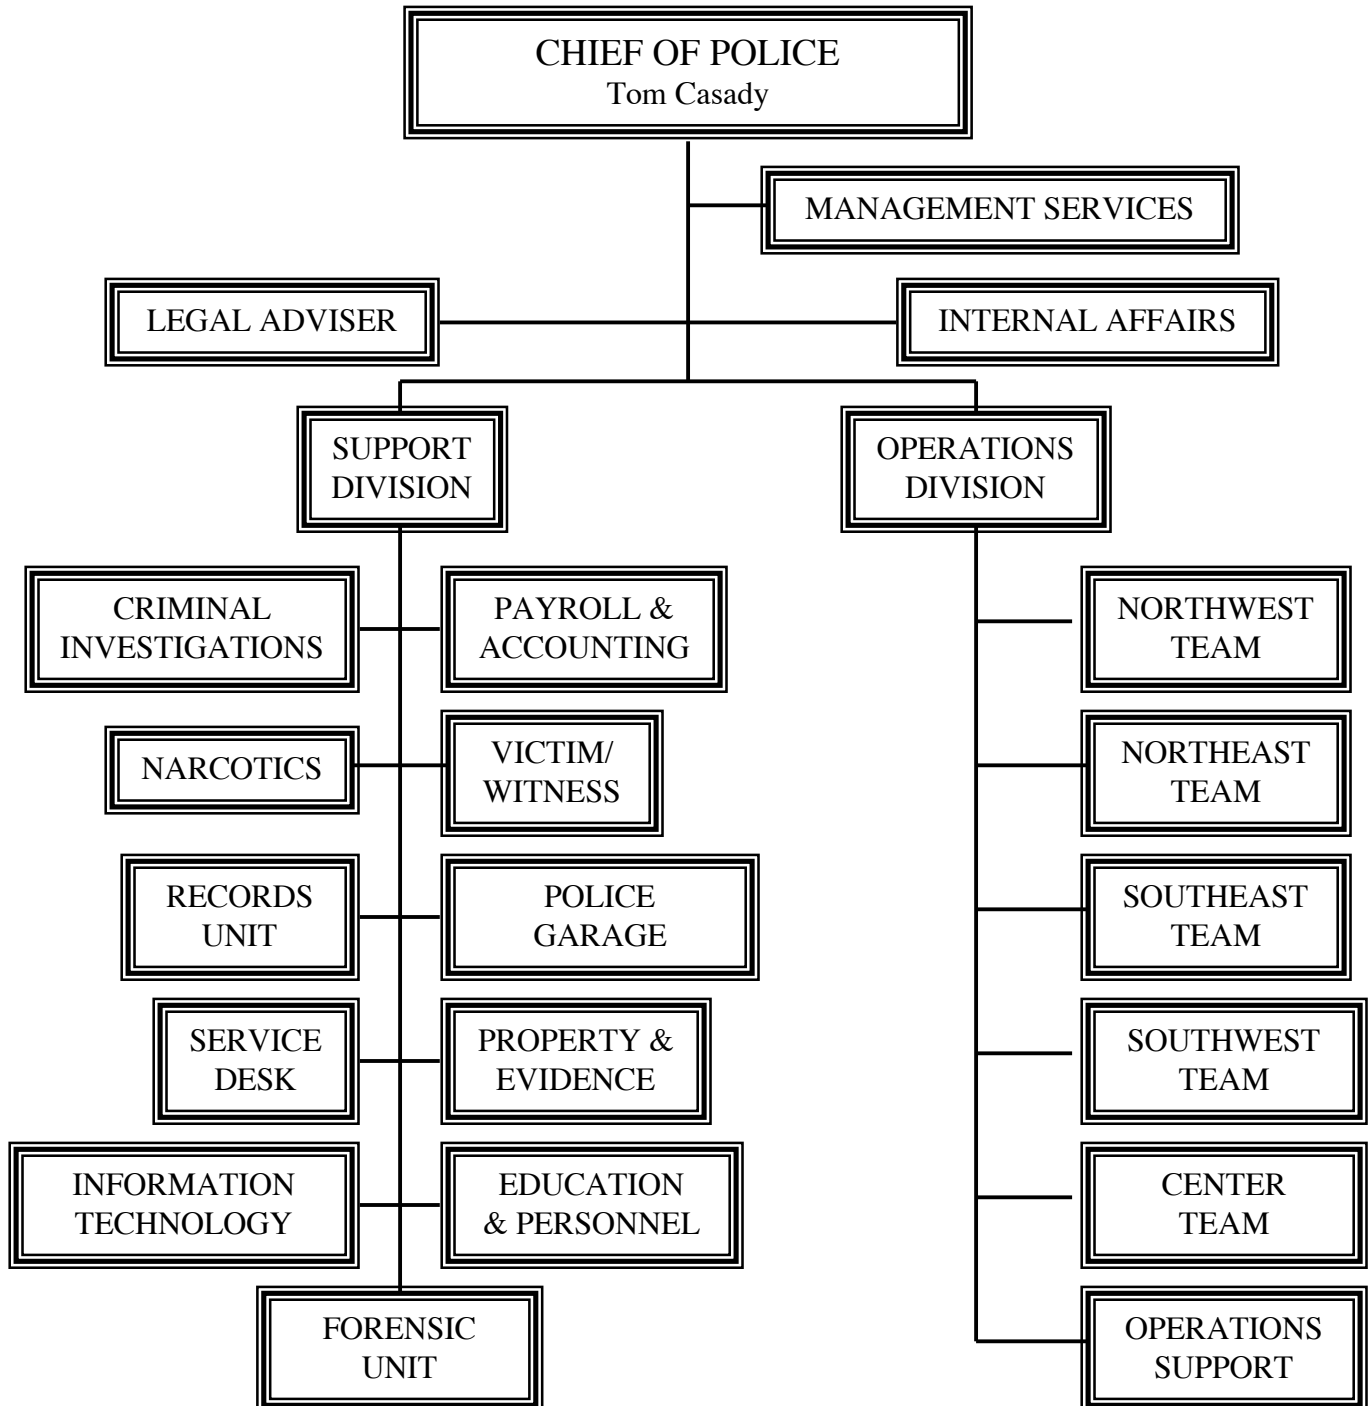 CHIEF OF POLICE
Tom Casady
MANAGEMENT SERVICES
LEGAL ADVISER
INTERNAL AFFAIRS
SUPPORT
DIVISION
OPERATIONS
DIVISION
CRIMINAL
INVESTIGATIONS
PAYROLL &
ACCOUNTING
NORTHWEST
TEAM
NARCOTICS
VICTIM/
WITNESS
NORTHEAST
TEAM
RECORDS
UNIT
POLICE
GARAGE
SOUTHEAST
TEAM
SERVICE
DESK
PROPERTY &
EVIDENCE
SOUTHWEST
TEAM
INFORMATION
TECHNOLOGY
EDUCATION
& PERSONNEL
CENTER
TEAM
FORENSIC
UNIT
OPERATIONS
SUPPORT